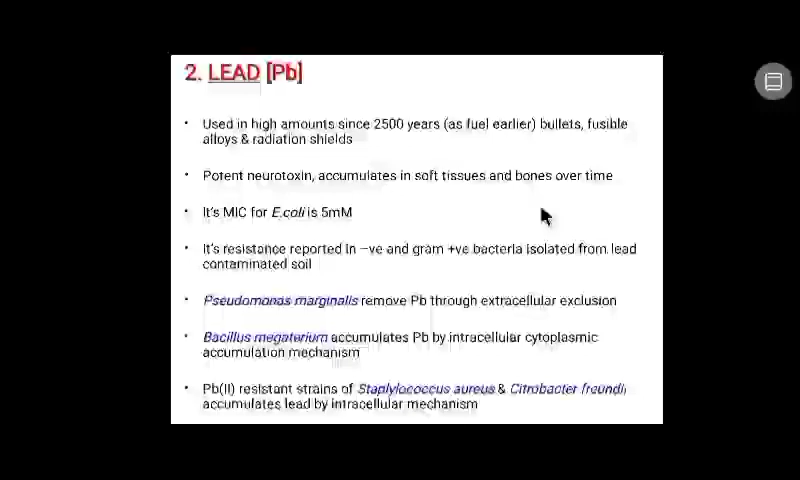 2. LEAD [Pb]
• Used in high amounts since 2500 years (as fuel earlier) bullets, fusible
alloys & radiation shields
• Potent neurotoxin, accumulates in soft tissues and bones over time
• It's MIC for E.coli is 5mM
• It's resistance reported in –ve and gram +ve bacteria isolated from lead
contaminated soil
• Pseudomonas marginalis remove Pb through extracellular exclusion
• Bacillus megaterium accumulates Pb by intracellular cytoplasmic
accumulation mechanism
• Pb(II) resistant strains of Staplylococcus aureus & Citrobacter freundi,
accumulates lead by intracellular mechanism